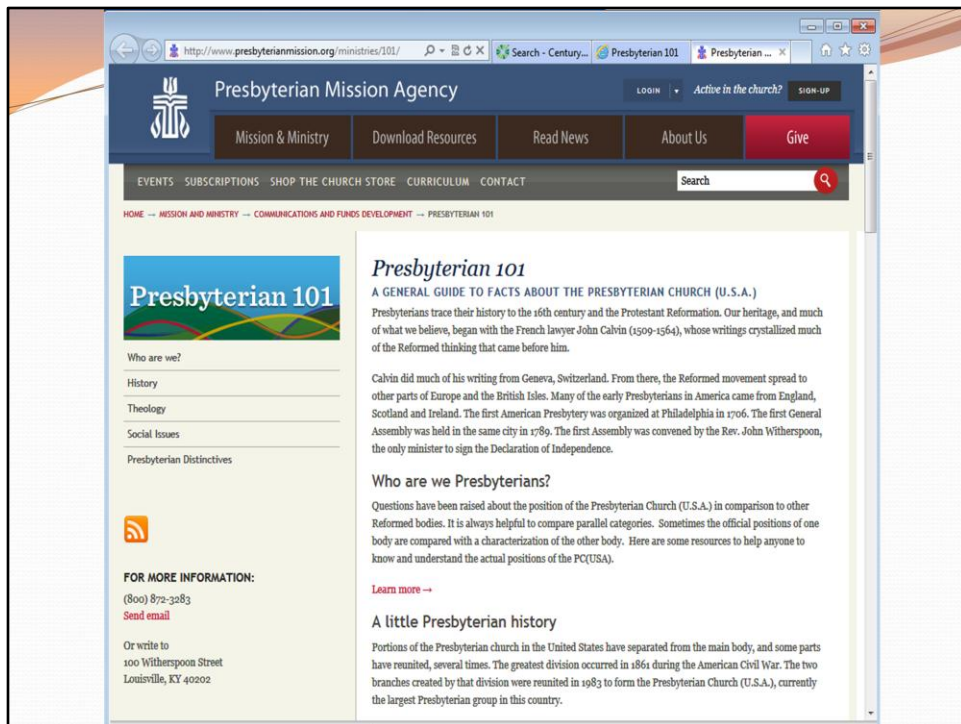 http://www.presbyterianmission.org/ministries/101/
Search - Century...
Presbyterian 101
Presbyterian ...
Presbyterian Mission Agency
LOGIN
Active in the church?
SIGN-UP
Mission & Ministry
Download Resources
Read News
About Us
Give
EVENTS SUBSCRIPTIONS SHOP THE CHURCH STORE CURRICULUM CONTACT
Search
HOME → MISSION AND MINISTRY → COMMUNICATIONS AND FUNDS DEVELOPMENT → PRESBYTERIAN 101
Presbyterian 101
Who are we?
History
Theology
Social Issues
Presbyterian Distinctives
FOR MORE INFORMATION:
(800) 872-3283
Send email
Or write to
100 Witherspoon Street
Louisville, KY 40202
Presbyterian 101
A GENERAL GUIDE TO FACTS ABOUT THE PRESBYTERIAN CHURCH (U.S.A.)
Presbyterians trace their history to the 16th century and the Protestant Reformation. Our heritage, and much
of what we believe, began with the French lawyer John Calvin (1509-1564), whose writings crystallized much
of the Reformed thinking that came before him.
Calvin did much of his writing from Geneva, Switzerland. From there, the Reformed movement spread to
other parts of Europe and the British Isles. Many of the early Presbyterians in America came from England,
Scotland and Ireland. The first American Presbytery was organized at Philadelphia in 1706. The first General
Assembly was held in the same city in 1789. The first Assembly was convened by the Rev. John Witherspoon,
the only minister to sign the Declaration of Independence.
Who are we Presbyterians?
Questions have been raised about the position of the Presbyterian Church (U.S.A.) in comparison to other
Reformed bodies. It is always helpful to compare parallel categories. Sometimes the official positions of one
body are compared with a characterization of the other body. Here are some resources to help anyone to
know and understand the actual positions of the PC(USA).
Learn more →
A little Presbyterian history
Portions of the Presbyterian church in the United States have separated from the main body, and some parts
have reunited, several times. The greatest division occurred in 1861 during the American Civil War. The two
branches created by that division were reunited in 1983 to form the Presbyterian Church (U.S.A.), currently
the largest Presbyterian group in this country.